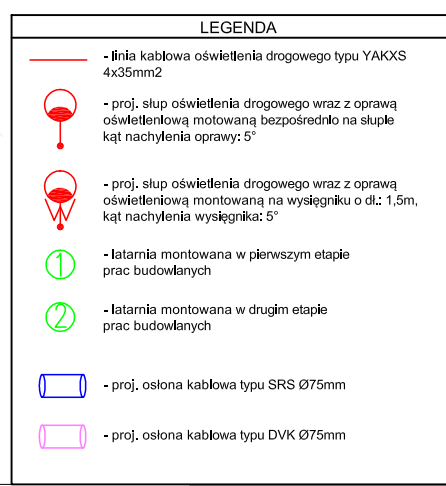 LEGENDA
- linia kablowa oświetlenia drogowego typu YAKXS
4x35mm2
- proj. słup oświetlenia drogowego wraz z oprawą
oświetleniową motowaną bezpośrednio na słupie
kąt nachylenia oprawy: 5°
- proj. słup oświetlenia drogowego wraz z oprawą
oświetleniową montowaną na wysięgniku o dł.: 1,5m,
kąt nachylenia wysięgnika: 5°
1 - latarnia montowana w pierwszym etapie
prac budowlanych
2 - latarnia montowana w drugim etapie
prac budowlanych
- proj. osłona kablowa typu SRS Ø75mm
- proj. osłona kablowa typu DVK Ø75mm